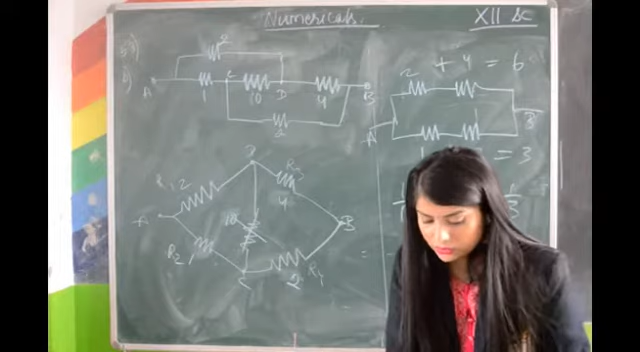 Numericals.
XII Sc
2
A
1
C
10
D
4
B
2
2 + 4 = 6
A
B
= 3
D
R₁ 2
R₃
4
A
10
B
R₂ 1
C
2 R₄
=